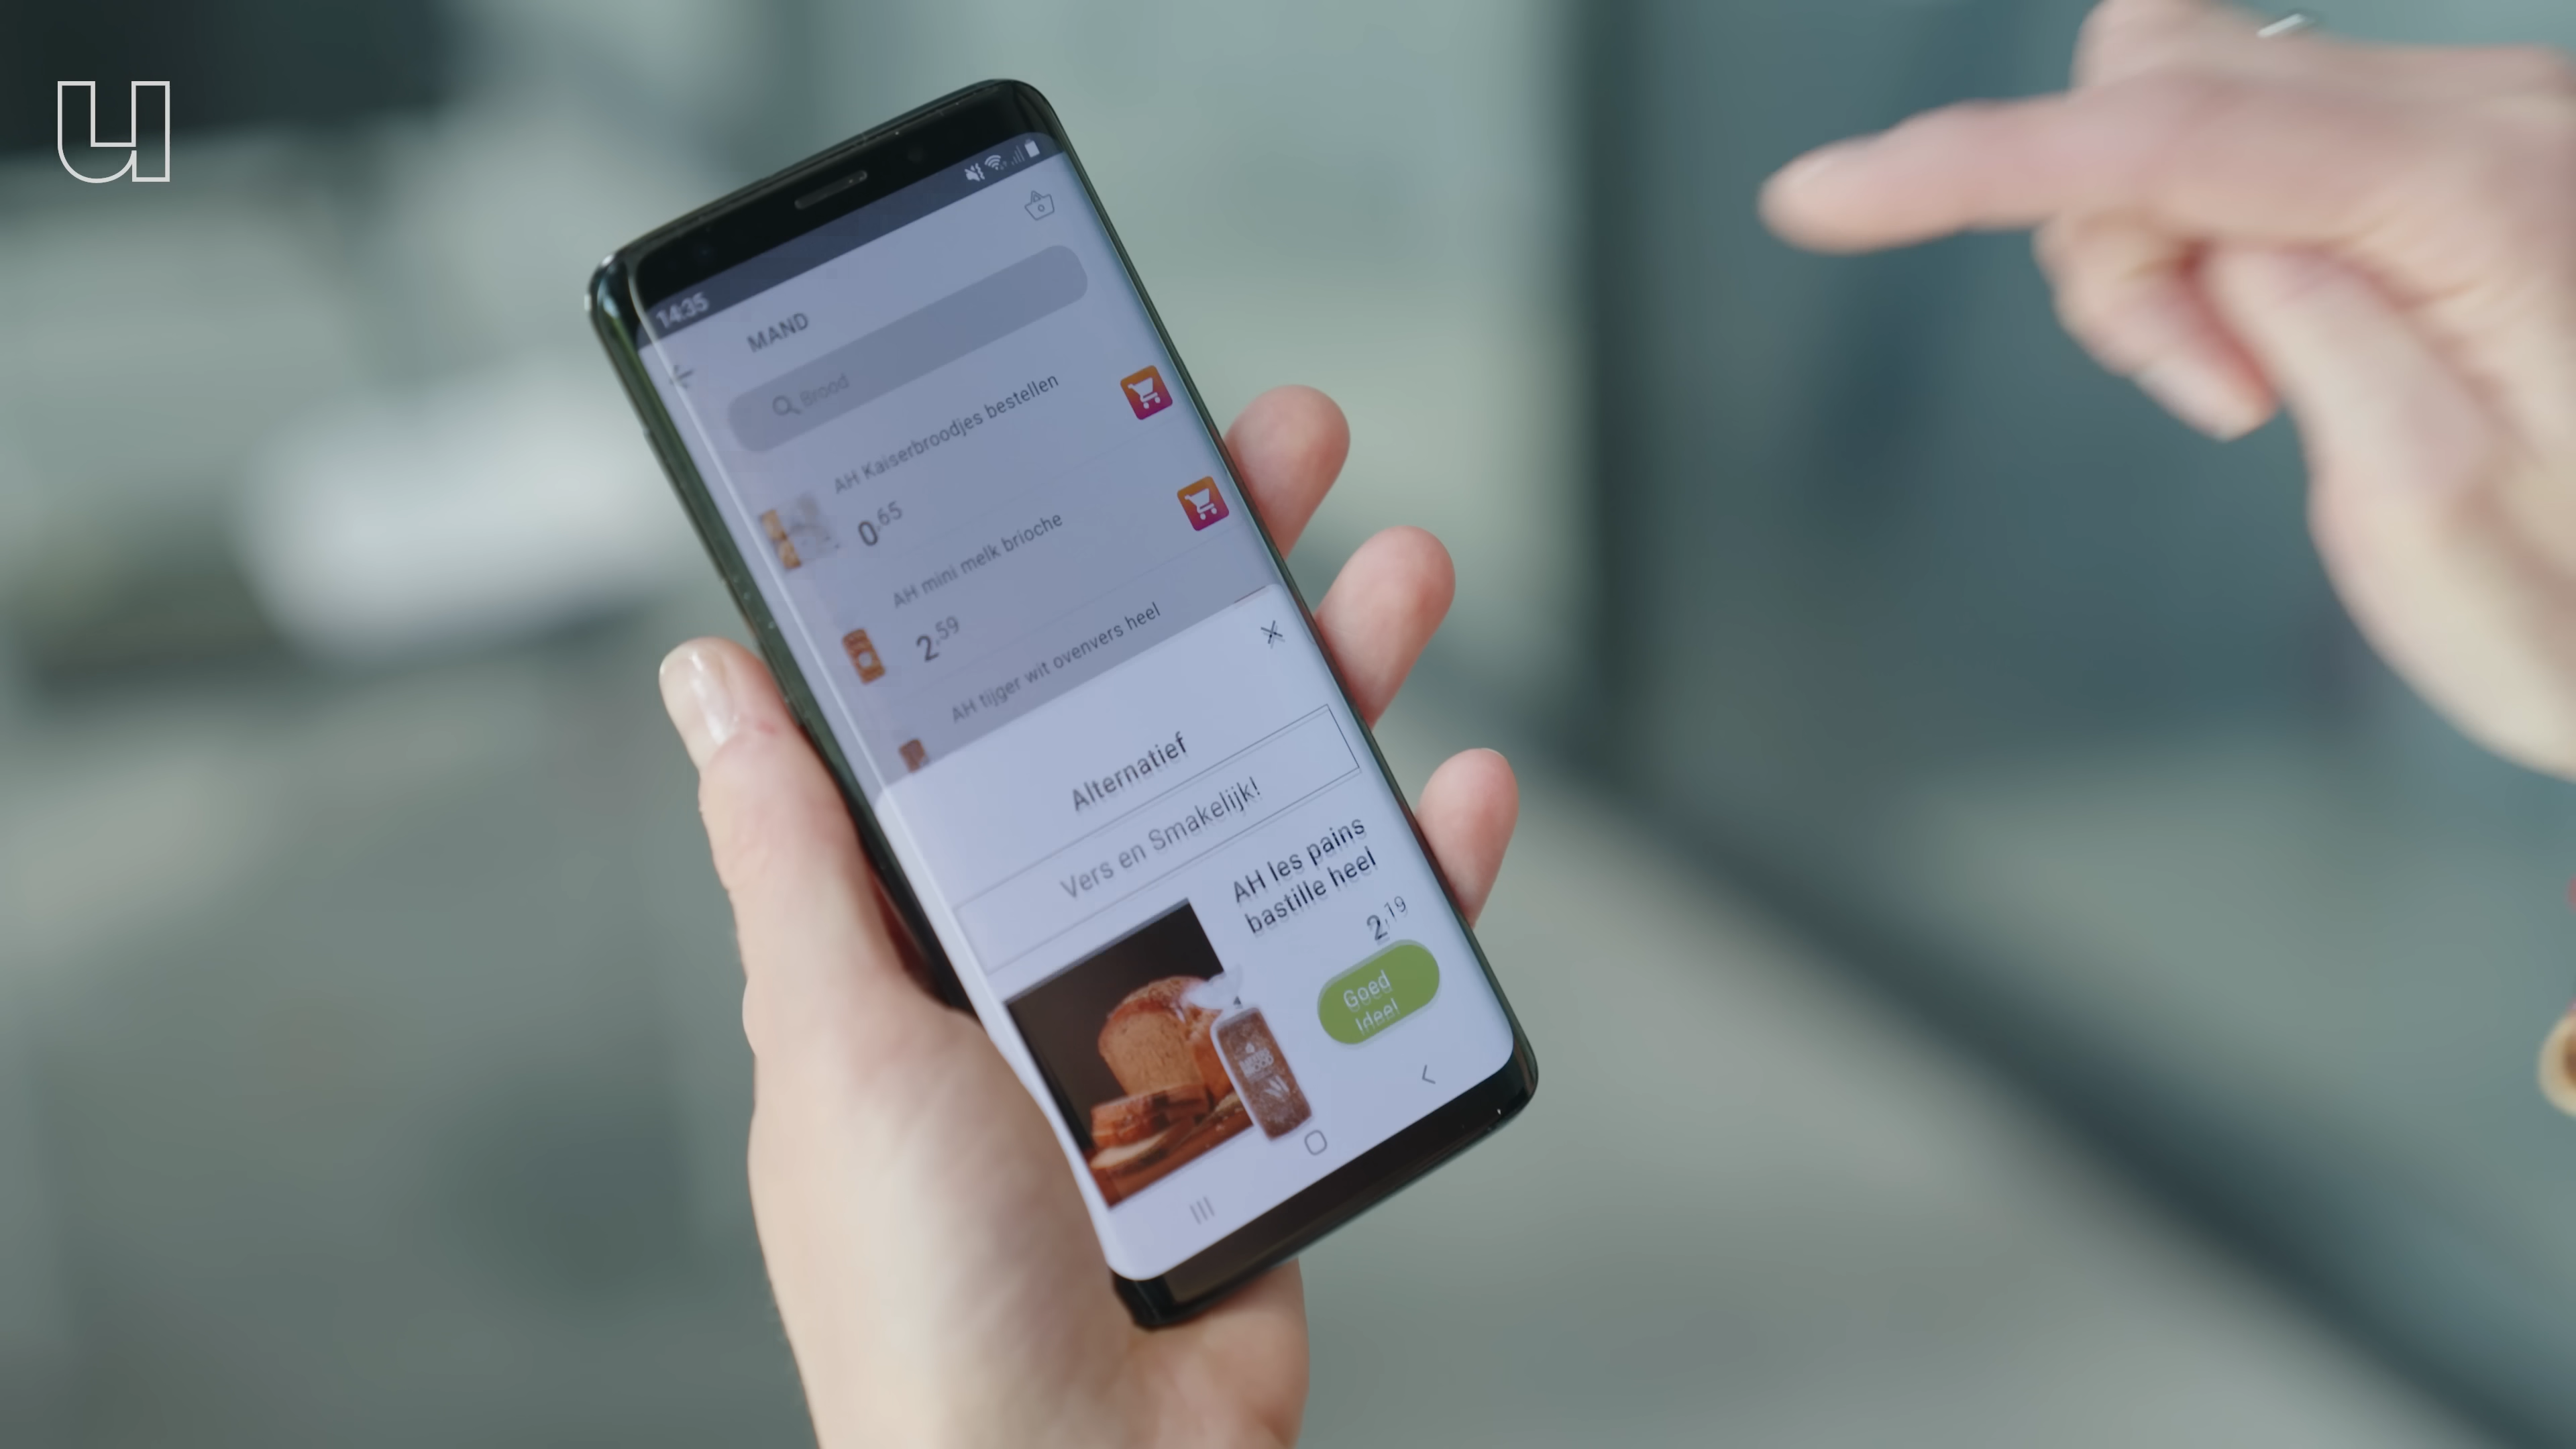 u
14:35
MAND
Brood
AH Kaiserbroodjes bestellen
0.65
AH mini melk brioche
2.59
AH tijger wit ovenvers heel
Alternatief
Vers en Smakelijk!
AH les pains
bastille heel
2.19
Goed
Idee!